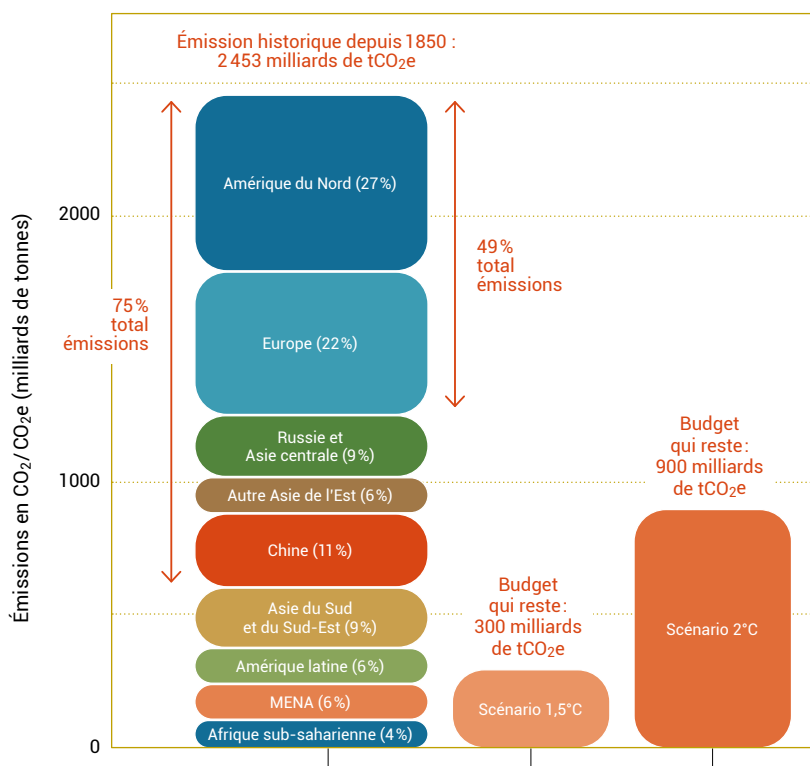 Émission historique depuis 1850 :
2 453 milliards de tCO₂e
Émissions en CO₂/CO₂e (milliards de tonnes)
2000
1000
0
75 %
total
émissions
49 %
total
émissions
Amérique du Nord (27 %)
Europe (22 %)
Russie et
Asie centrale (9 %)
Autre Asie de l'Est (6 %)
Chine (11 %)
Asie du Sud
et du Sud-Est (9 %)
Amérique latine (6 %)
MENA (6 %)
Afrique sub-saharienne (4 %)
Budget
qui reste :
300 milliards
de tCO₂e
Scénario 1,5°C
Budget
qui reste :
900 milliards
de tCO₂e
Scénario 2°C